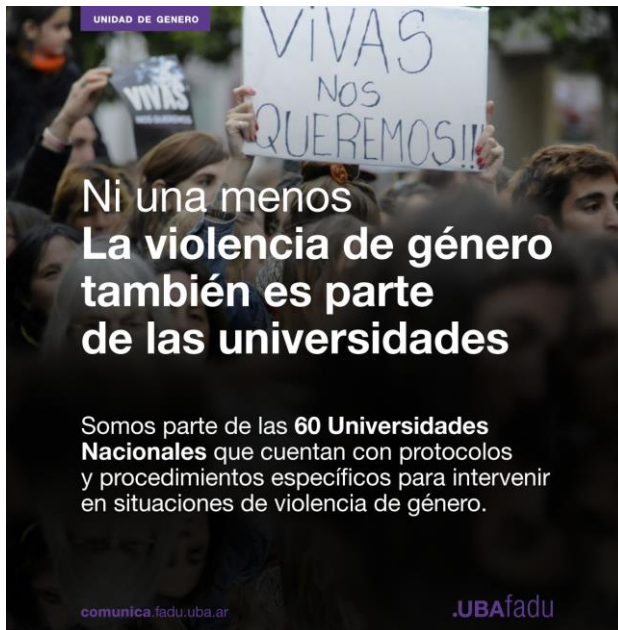 UNIDAD DE GENERO
VIVAS
NOS
QUEREMOS!!!
VIVAS
NOS QUEREMOS
Ni una menos
La violencia de género
también es parte
de las universidades
Somos parte de las 60 Universidades
Nacionales que cuentan con protocolos
y procedimientos específicos para intervenir
en situaciones de violencia de género.
comunica.fadu.uba.ar
.UBAfadu